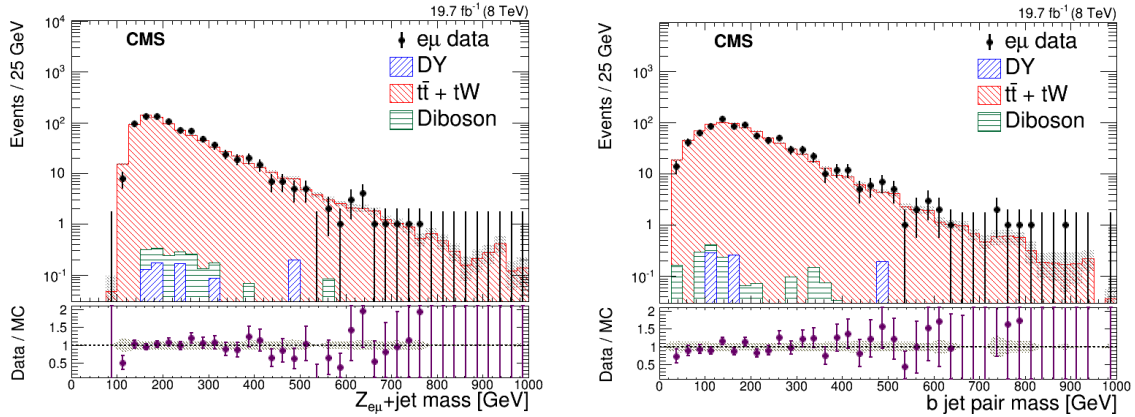 19.7 fb⁻¹ (8 TeV)
CMS
eμ data
DY
tt̄ + tW
Diboson
Events / 25 GeV
10³
10²
10
1
10⁻¹
Data / MC
2
1.5
1
0.5
0 100 200 300 400 500 600 700 800 900 1000
Z_eμ+jet mass [GeV]
19.7 fb⁻¹ (8 TeV)
CMS
eμ data
DY
tt̄ + tW
Diboson
Events / 25 GeV
10³
10²
10
1
10⁻¹
Data / MC
2
1.5
1
0.5
0 100 200 300 400 500 600 700 800 900 1000
b jet pair mass [GeV]